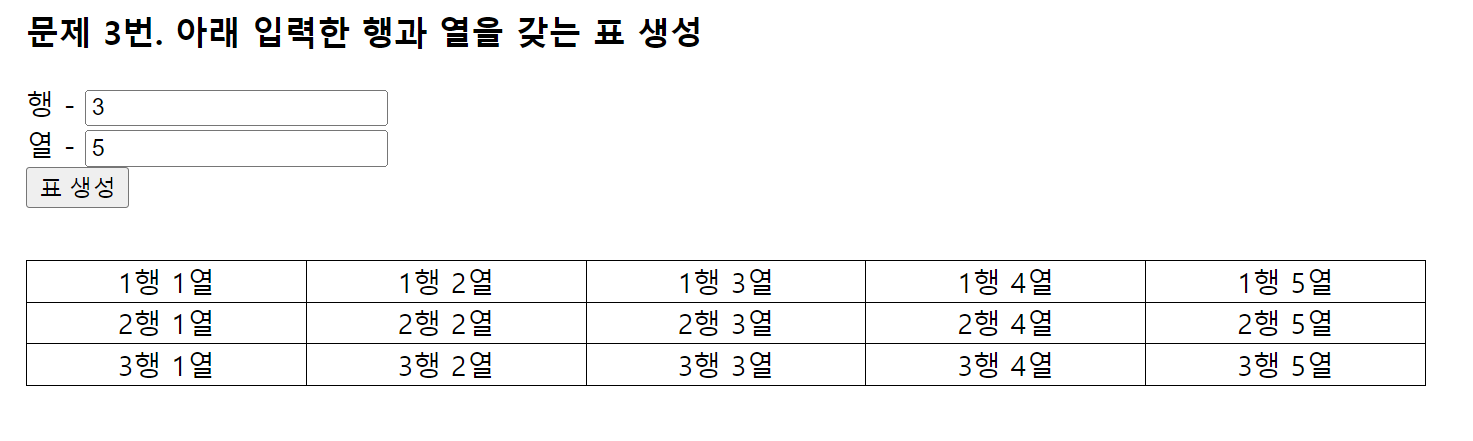 문제 3번. 아래 입력한 행과 열을 갖는 표 생성
행 - 3
열 - 5
표 생성
1행 1열 1행 2열 1행 3열 1행 4열 1행 5열
2행 1열 2행 2열 2행 3열 2행 4열 2행 5열
3행 1열 3행 2열 3행 3열 3행 4열 3행 5열